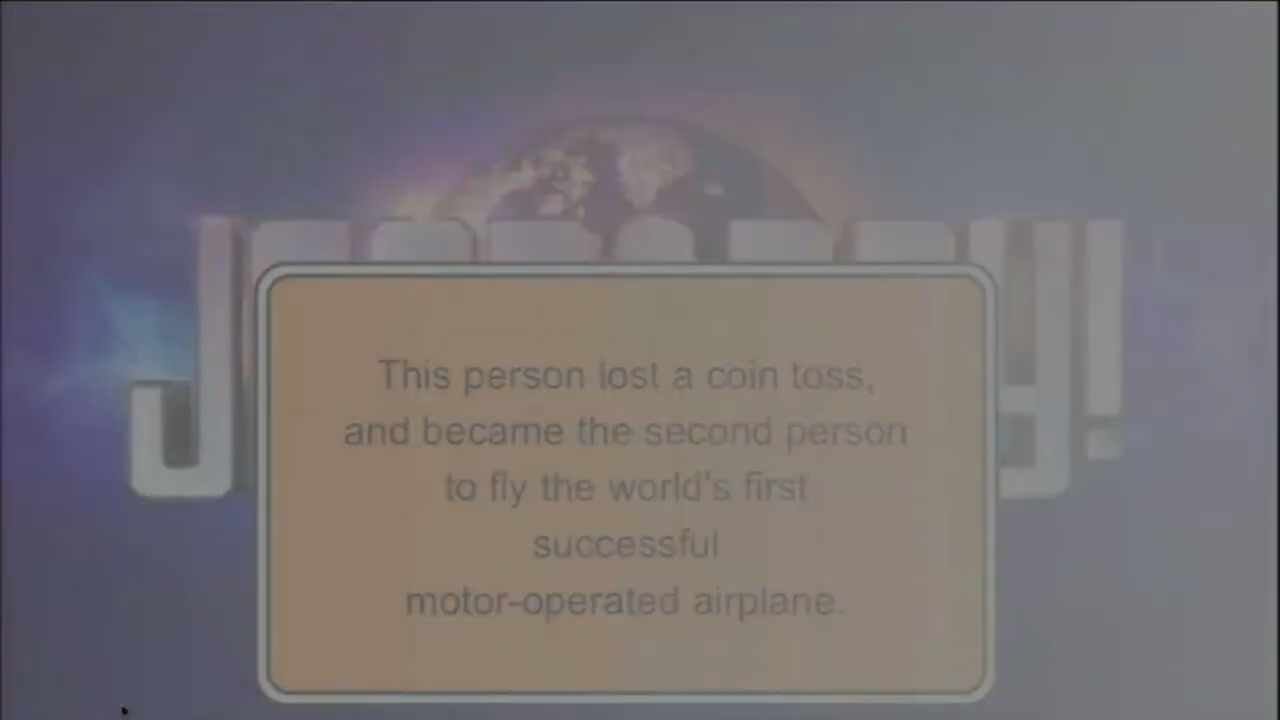 This person lost a coin toss,
and became the second person
to fly the world's first
successful
motor-operated airplane.